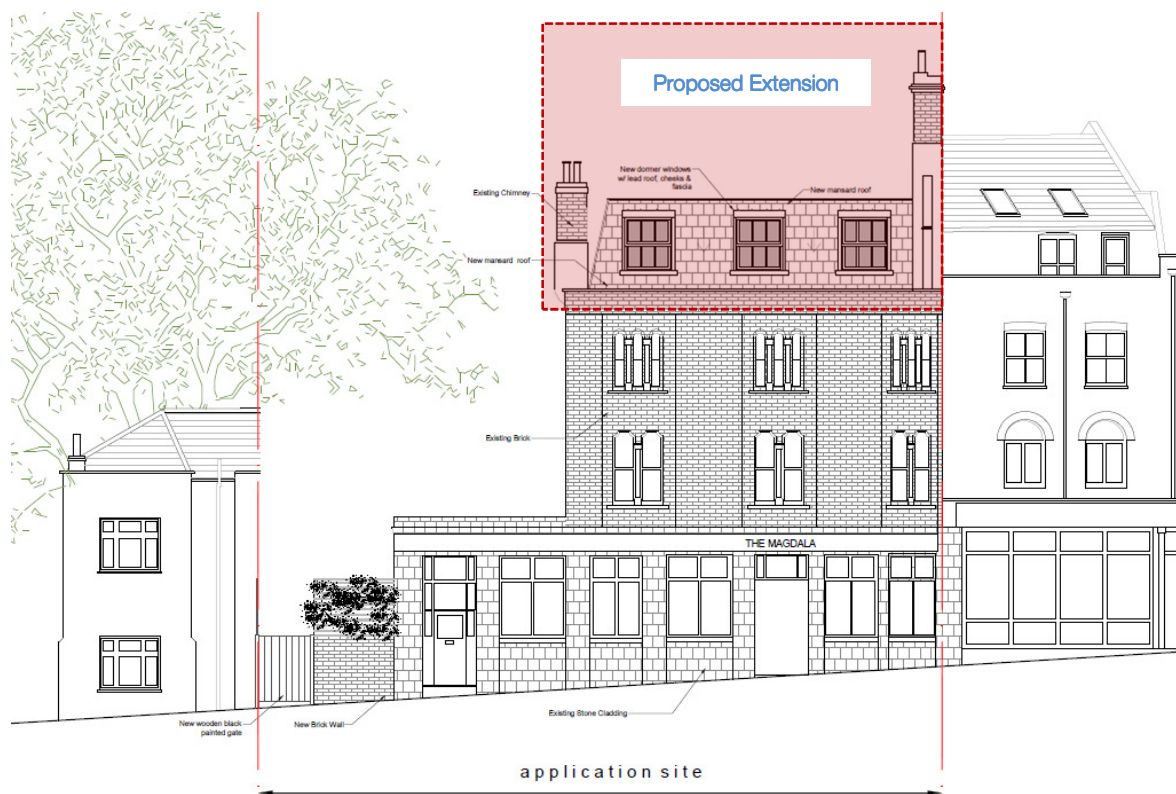 Proposed Extension
New dormer windows
w/ lead roof, cheeks &
fascia
New mansard roof
Existing Chimney
New mansard roof
Existing Brick
THE MAGDALA
Existing Stone Cladding
New wooden black
painted gate
New Brick Wall
application site